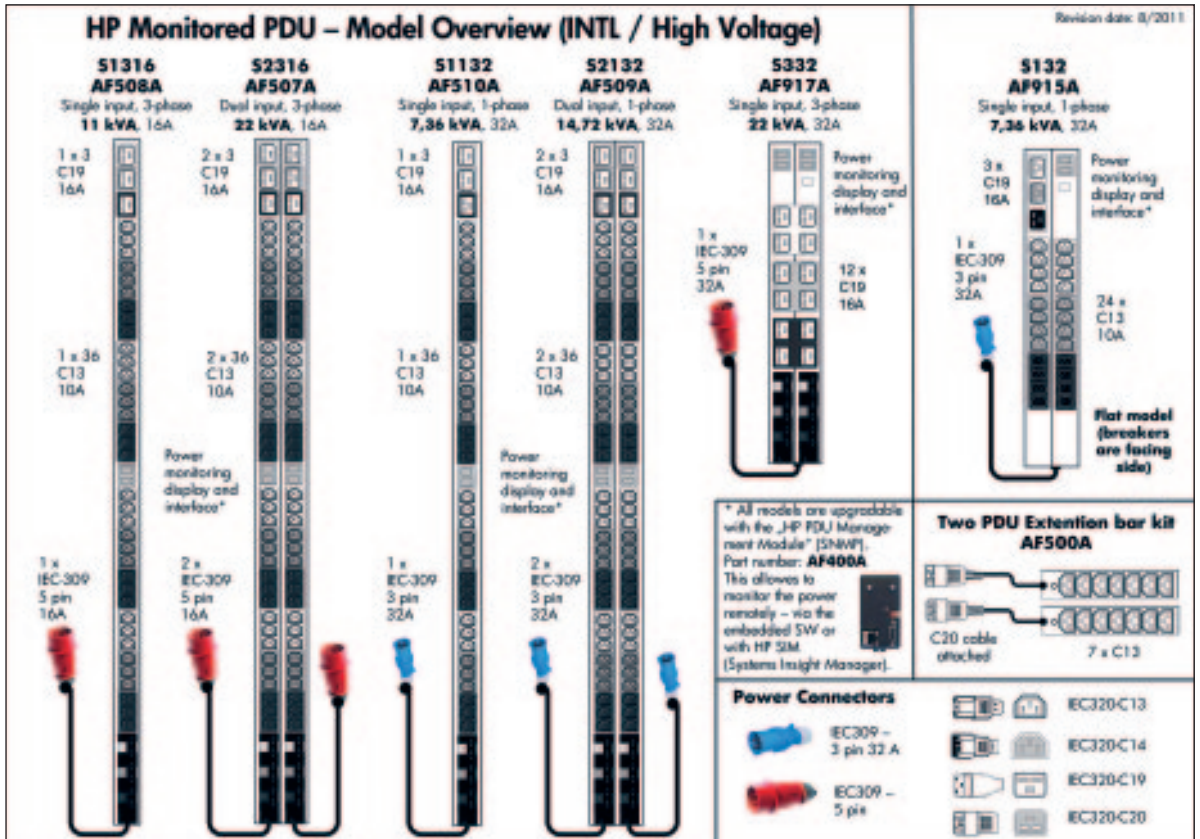 HP Monitored PDU – Model Overview (INTL / High Voltage)
Revision date: 8/2011
S1316
AF508A
Single input, 3-phase
11 kVA, 16A
1 x 3
C19
16A
1 x 36
C13
10A
1 x
IEC-309
5 pin
16A
S2316
AF507A
Dual input, 3-phase
22 kVA, 16A
2 x 3
C19
16A
2 x 36
C13
10A
Power
monitoring
display and
interface*
2 x
IEC-309
5 pin
16A
S1132
AF510A
Single input, 1-phase
7,36 kVA, 32A
1 x 3
C19
16A
1 x 36
C13
10A
1 x
IEC-309
3 pin
32A
S2132
AF509A
Dual input, 1-phase
14,72 kVA, 32A
2 x 3
C19
16A
2 x 36
C13
10A
Power
monitoring
display and
interface*
2 x
IEC-309
3 pin
32A
S332
AF917A
Single input, 3-phase
22 kVA, 32A
Power
monitoring
display and
interface*
1 x
IEC-309
5 pin
32A
12 x
C19
16A
S132
AF915A
Single input, 1-phase
7,36 kVA, 32A
3 x
C19
16A
Power
monitoring
display and
interface*
1 x
IEC-309
3 pin
32A
24 x
C13
10A
Flat model
(breakers
are facing
side)
* All models are upgradable
with the „HP PDU Manage-
ment Module" (SNMP).
Part number: AF400A
This allowes to
monitor the power
remotely – via the
embedded SW or
with HP SIM
(Systems Insight Manager).
Two PDU Extention bar kit
AF500A
C20 cable
attached
7 x C13
Power Connectors
IEC309 –
3 pin 32 A
IEC309 –
5 pin
IEC320-C13
IEC320-C14
IEC320-C19
IEC320-C20